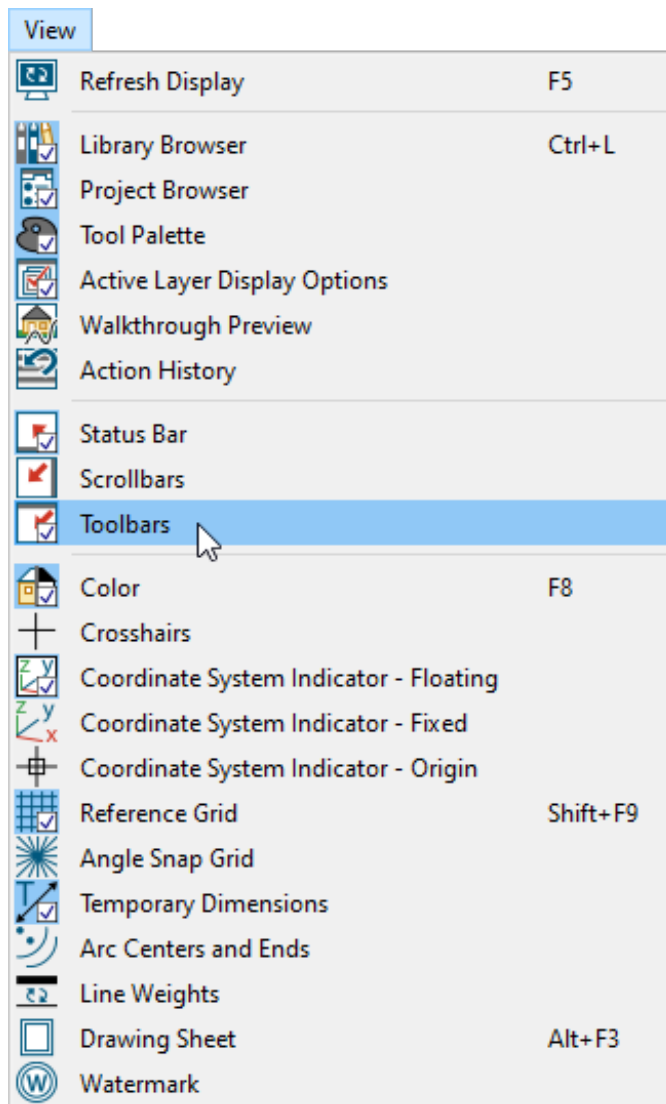 View
Refresh Display F5
Library Browser Ctrl+L
Project Browser
Tool Palette
Active Layer Display Options
Walkthrough Preview
Action History
Status Bar
Scrollbars
Toolbars
Color F8
Crosshairs
z y Coordinate System Indicator - Floating
z y x Coordinate System Indicator - Fixed
Coordinate System Indicator - Origin
Reference Grid Shift+F9
Angle Snap Grid
T Temporary Dimensions
Arc Centers and Ends
Line Weights
Drawing Sheet Alt+F3
W Watermark